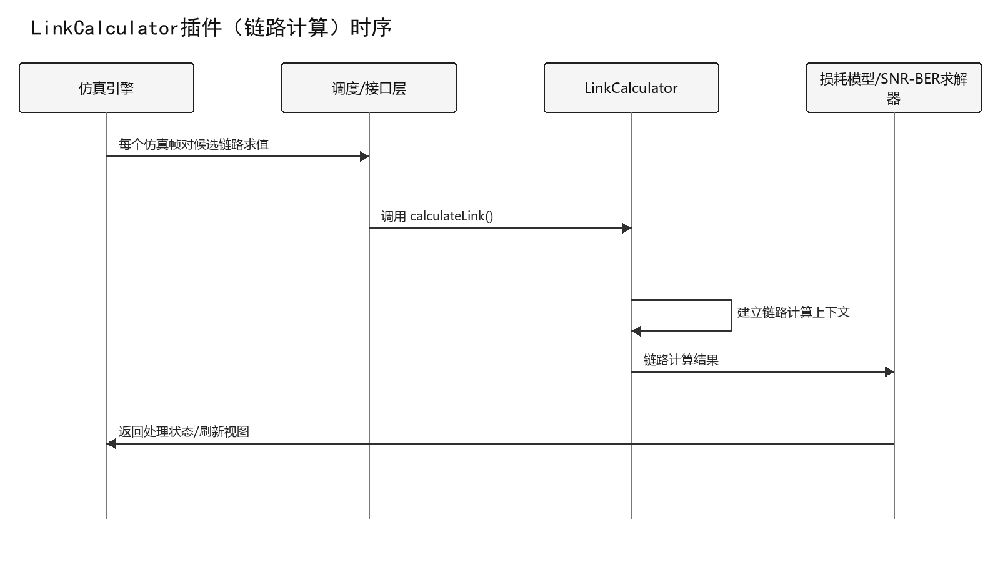 LinkCalculator插件（链路计算）时序
仿真引擎
调度/接口层
LinkCalculator
损耗模型/SNR-BER求解
器
每个仿真帧对候选链路求值
调用 calculateLink()
建立链路计算上下文
链路计算结果
返回处理状态/刷新视图